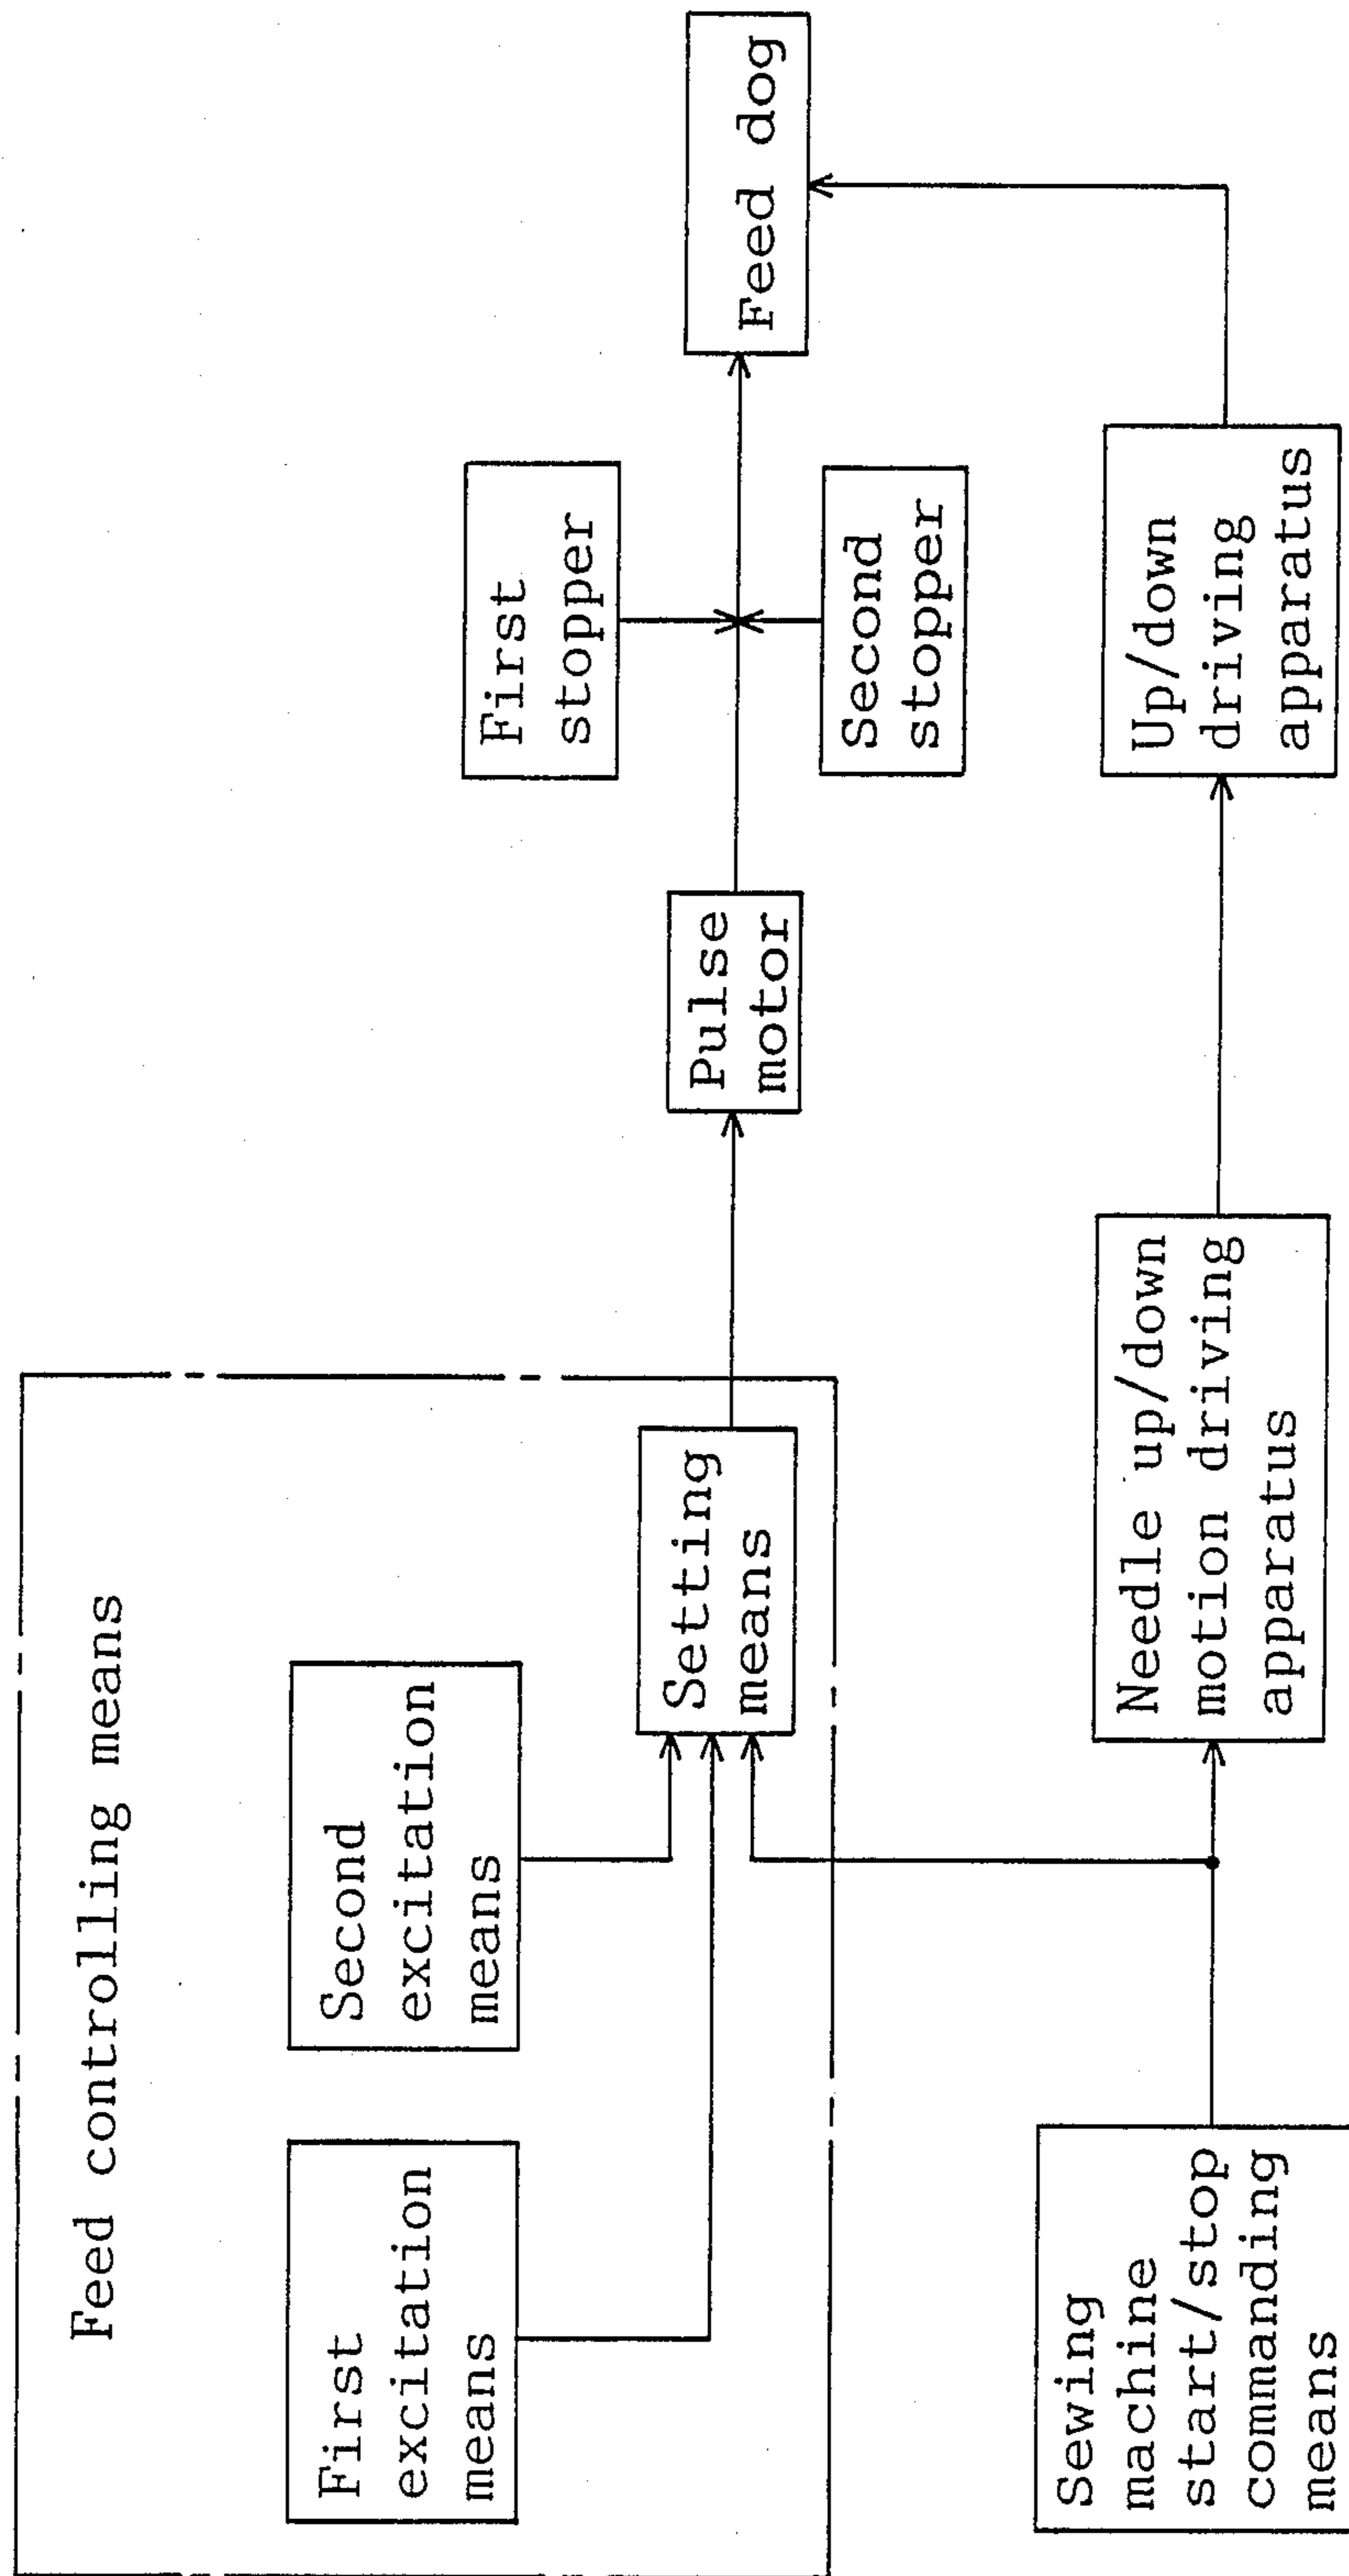 Feed controlling means
First
excitation
means
Second
excitation
means
Setting
means
Pulse
motor
First
stopper
Second
stopper
Feed dog
Sewing
machine
start/stop
commanding
means
Needle up/down
motion driving
apparatus
Up/down
driving
apparatus